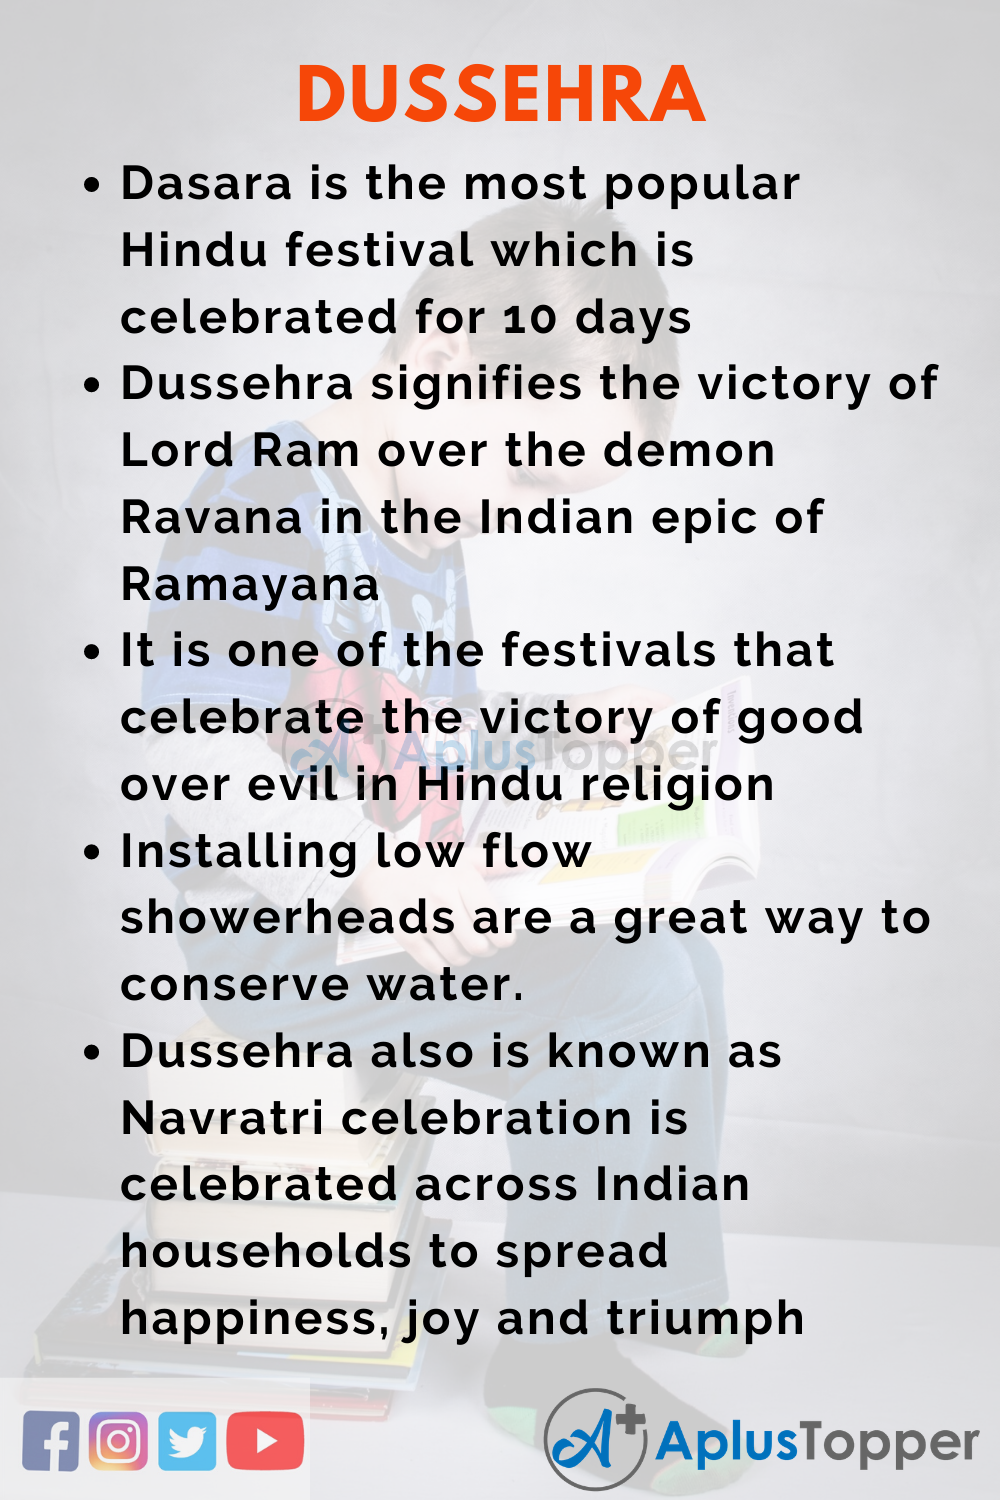 DUSSEHRA
• Dasara is the most popular
Hindu festival which is
celebrated for 10 days
• Dussehra signifies the victory of
Lord Ram over the demon
Ravana in the Indian epic of
Ramayana
• It is one of the festivals that
celebrate the victory of good
over evil in Hindu religion
• Installing low flow
showerheads are a great way to
conserve water.
• Dussehra also is known as
Navratri celebration is
celebrated across Indian
households to spread
happiness, joy and triumph
A+ AplusTopper
A+ AplusTopper